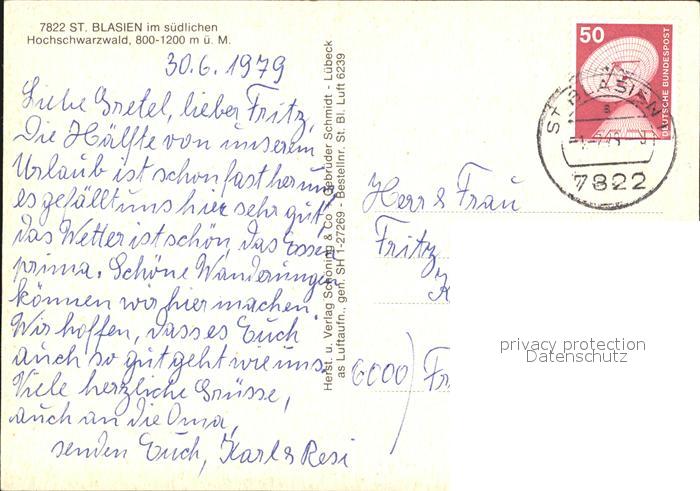 7822 ST. BLASIEN im südlichen
Hochschwarzwald, 800-1200 m ü. M.
30.6.1979
Liebe Gretel, lieber Fritz,
Die Hälfte von unserem
Urlaub ist schon fast herum,
es gefällt uns hier sehr gut,
das Wetter ist schön, das Essen
prima. Schöne Wanderungen
können wir hier machen.
Wir hoffen, dass es Euch
auch so gut geht wie uns.
Viele herzliche Grüsse,
auch an die Oma,
senden Euch, Karl & Resi
Herst. u. Verlag Schöning & Co Gebrüder Schmidt - Lübeck
as Luftaufn., gen. SH 1-27269 - Bestellnr. St. Bl. Luft 6239
50
DEUTSCHE BUNDESPOST
ST. BLASIEN
7822
Herr & Frau
Fritz
K
6000 Fr
privacy protection
Datenschutz